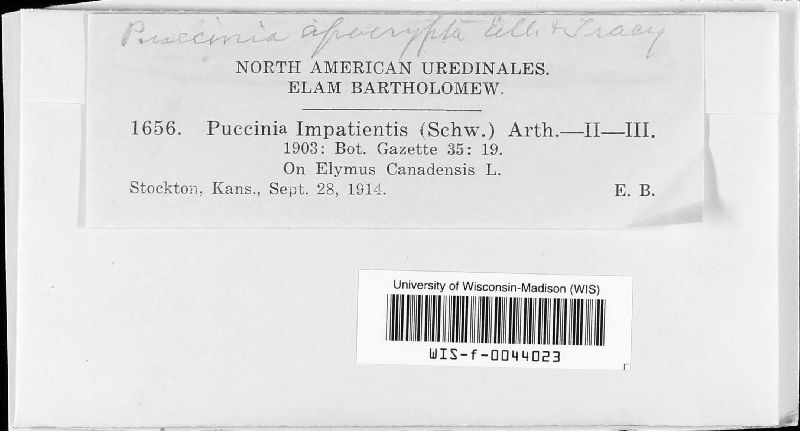 Puccinia apocrypta Ell. & Tracy
NORTH AMERICAN UREDINALES.
ELAM BARTHOLOMEW.
1656. Puccinia Impatientis (Schw.) Arth.—II—III.
1903: Bot. Gazette 35: 19.
On Elymus Canadensis L.
Stockton, Kans., Sept. 28, 1914. E. B.
University of Wisconsin-Madison (WIS)
WIS-f-0044023